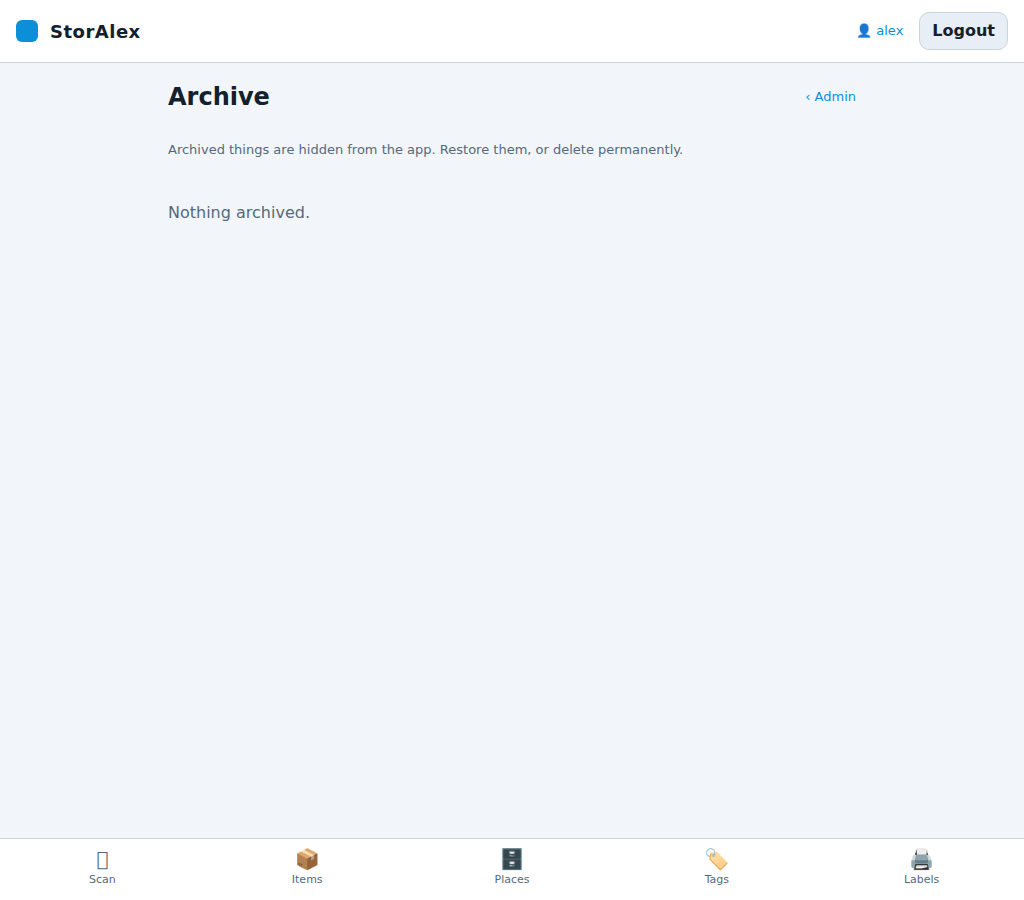 StorAlex
👤 alex
Logout
Archive
‹ Admin
Archived things are hidden from the app. Restore them, or delete permanently.
Nothing archived.
Scan
Items
Places
Tags
Labels